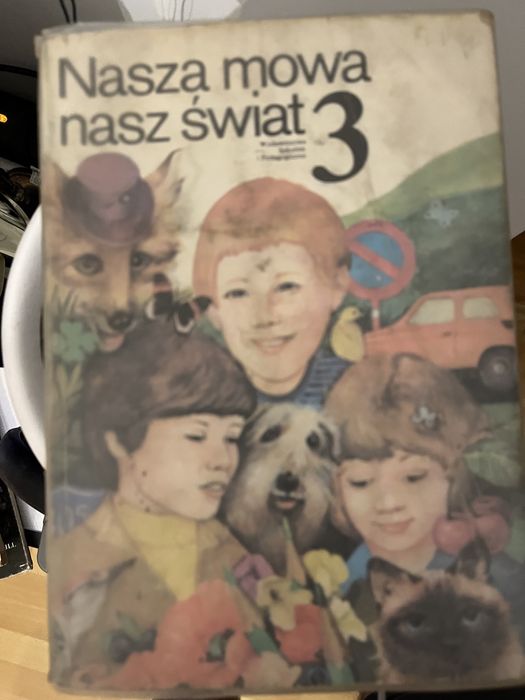 Nasza mowa
nasz świat 3
Wydawnictwa
Szkolne
i Pedagogiczne